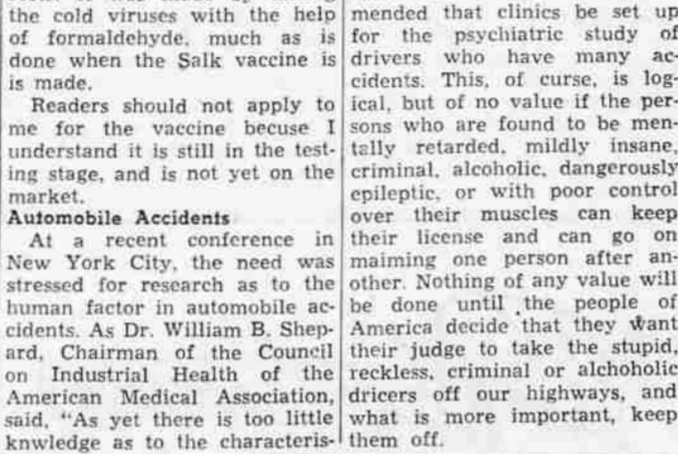 the cold viruses with the help
of formaldehyde, much as is
done when the Salk vaccine is
is made.
Readers should not apply to
me for the vaccine becuse I
understand it is still in the test-
ing stage, and is not yet on the
market.
Automobile Accidents
At a recent conference in
New York City, the need was
stressed for research as to the
human factor in automobile ac-
cidents. As Dr. William B. Shep-
ard, Chairman of the Council
on Industrial Health of the
American Medical Association,
said, "As yet there is too little
knwledge as to the characteris-
mended that clinics be set up
for the psychiatric study of
drivers who have many ac-
cidents. This, of curse, is log-
ical, but of no value if the per-
sons who are found to be men-
tally retarded, mildly insane,
criminal, alcoholic, dangerously
epileptic, or with poor control
over their muscles can keep
their license and can go on
maiming one person after an-
other. Nothing of any value will
be done until the people of
America decide that they want
their judge to take the stupid,
reckless, criminal or alchoholic
dricers off our highways, and
what is more important, keep
them off.